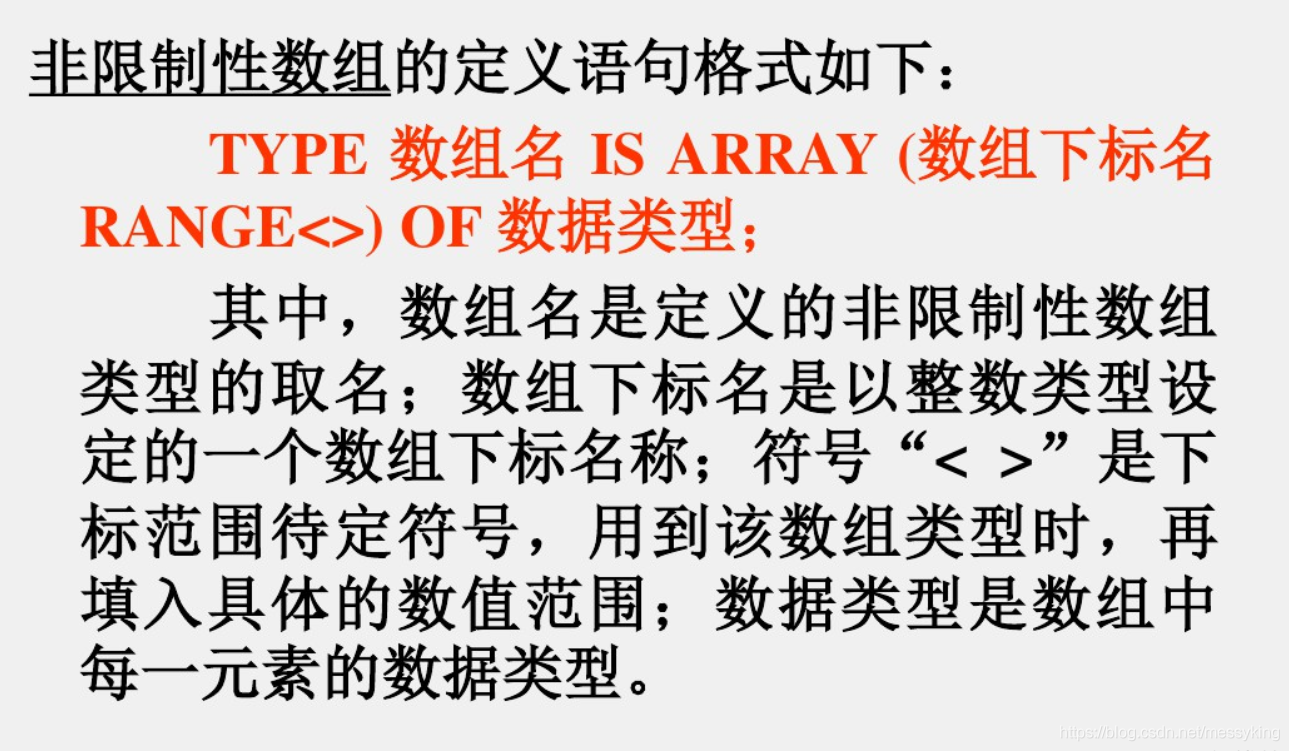 非限制性数组的定义语句格式如下：
TYPE 数组名 IS ARRAY (数组下标名
RANGE<>) OF 数据类型；
其中，数组名是定义的非限制性数组
类型的取名；数组下标名是以整数类型设
定的一个数组下标名称；符号“< >”是下
标范围待定符号，用到该数组类型时，再
填入具体的数值范围；数据类型是数组中
每一元素的数据类型。
https://blog.csdn.net/messyking